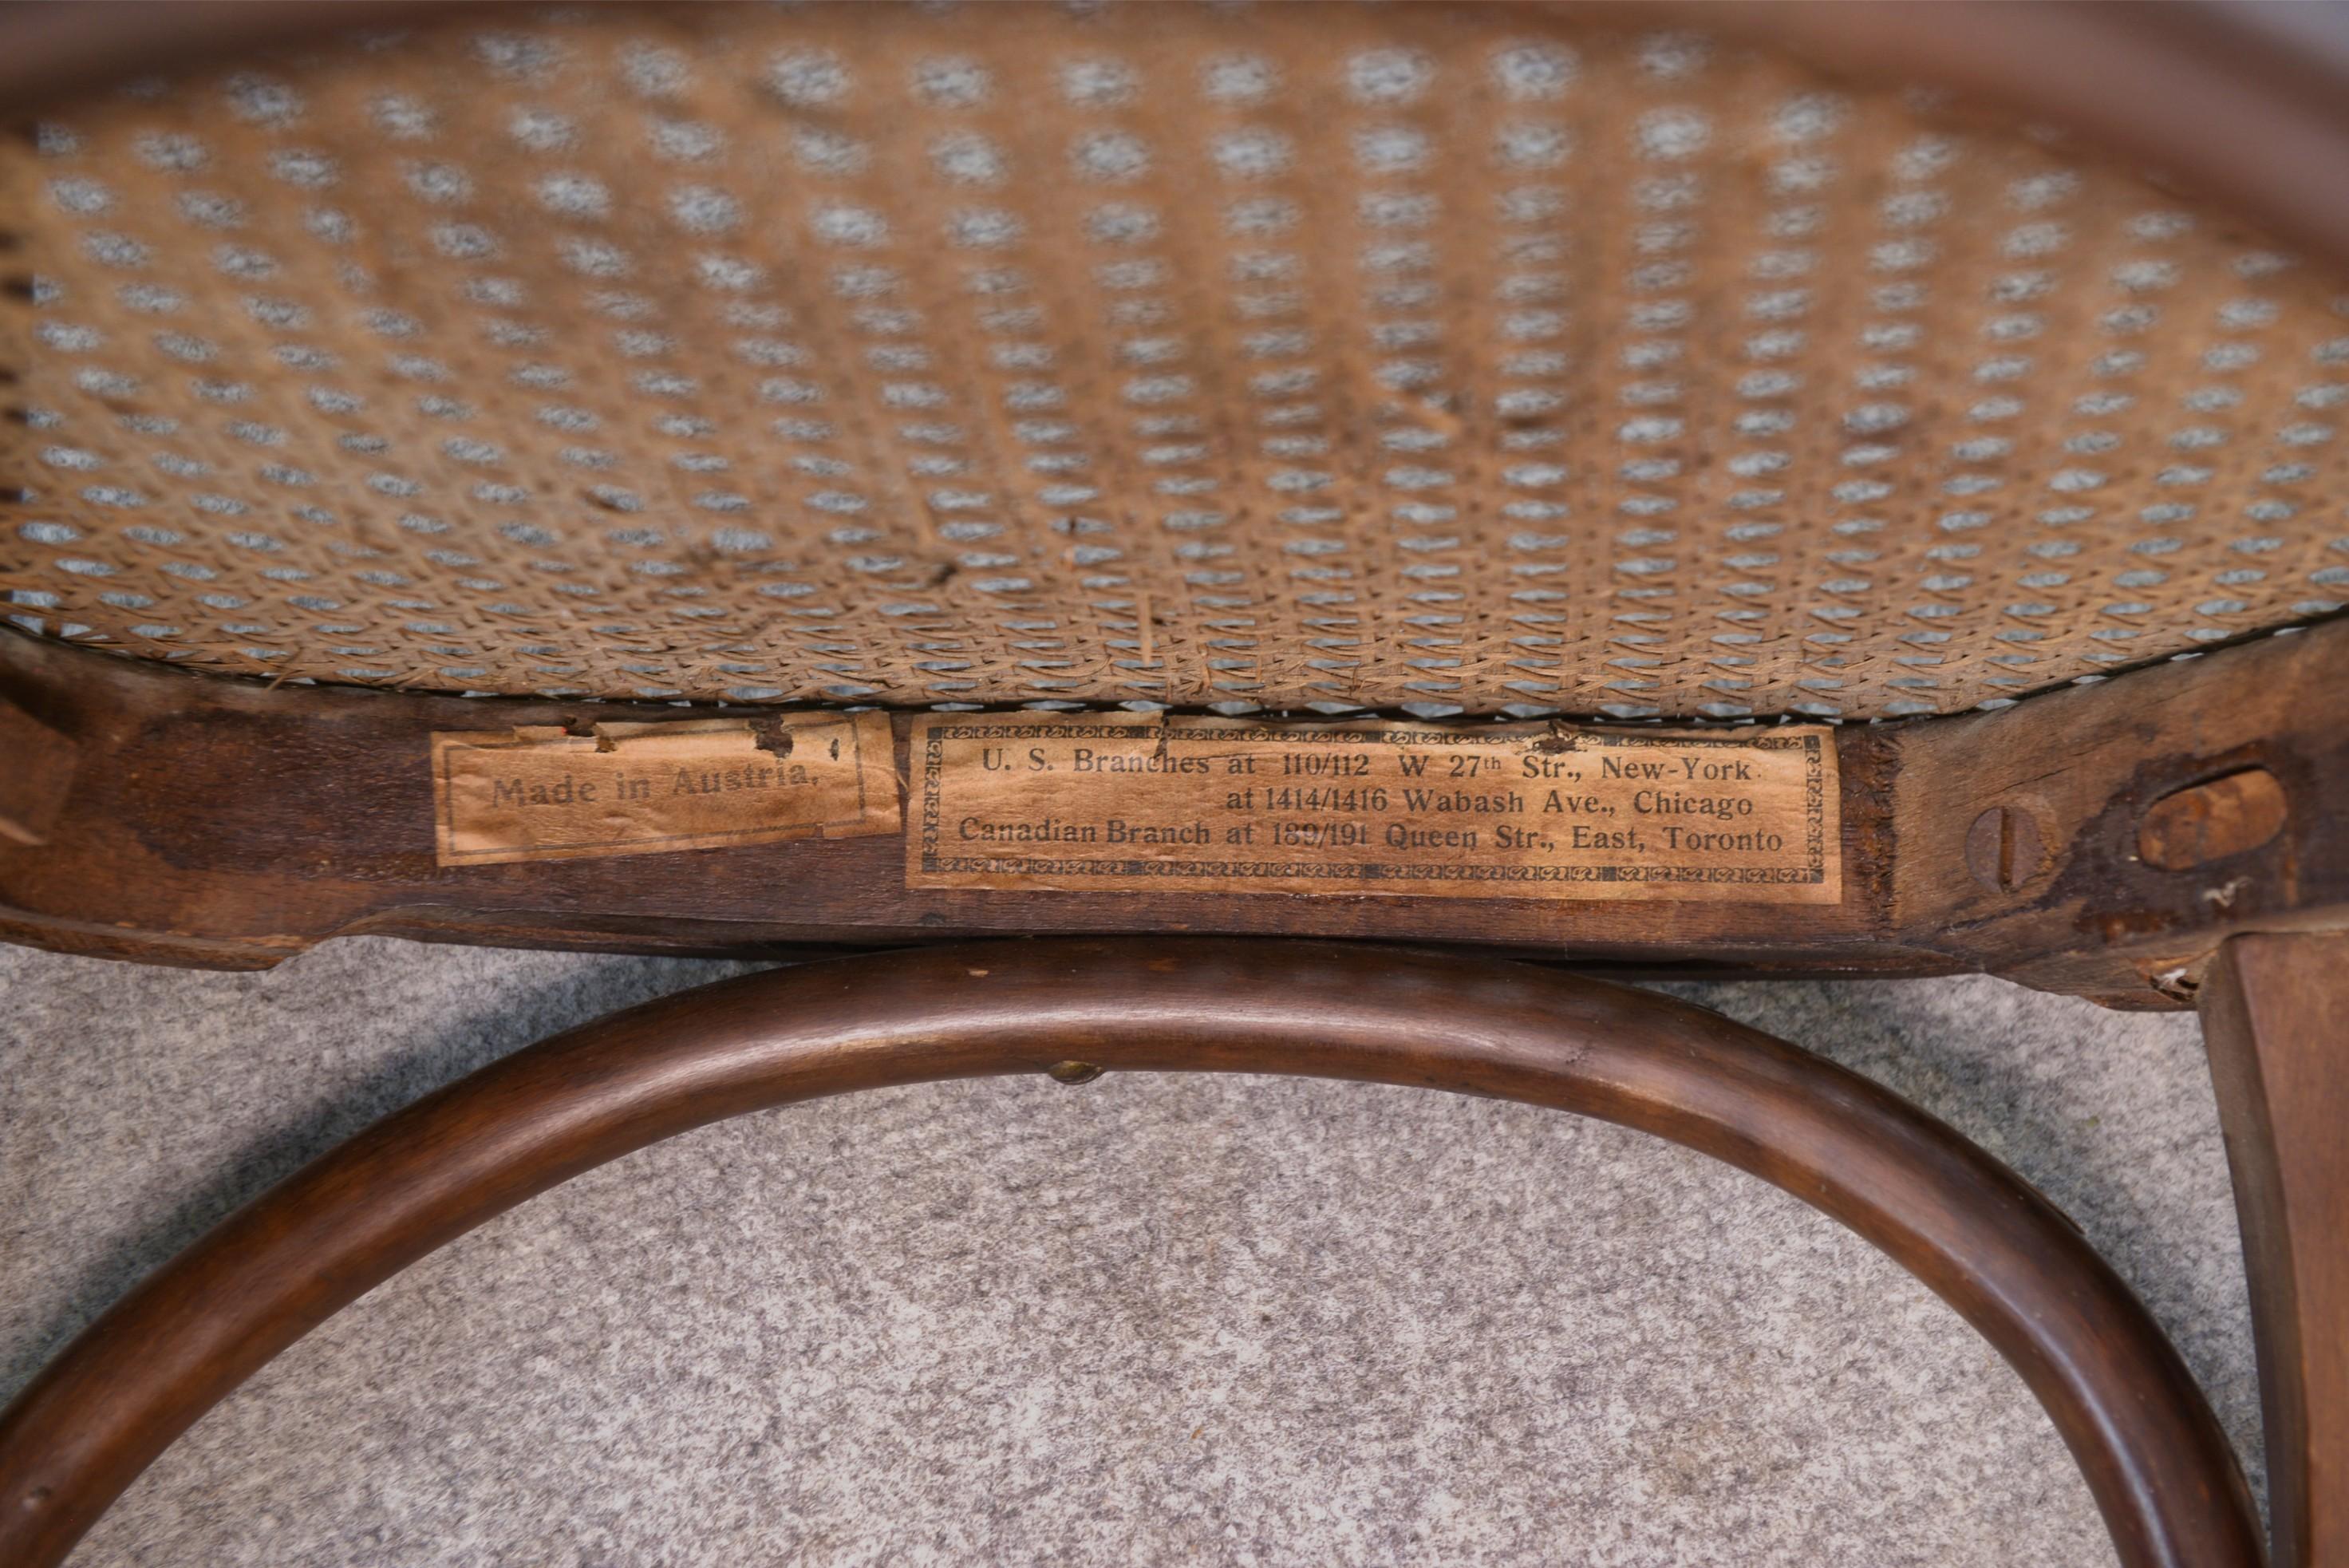 Made in Austria.
U. S. Branches at 110/112 W 27th Str., New-York.
at 1414/1416 Wabash Ave., Chicago
Canadian Branch at 189/191 Queen Str., East, Toronto